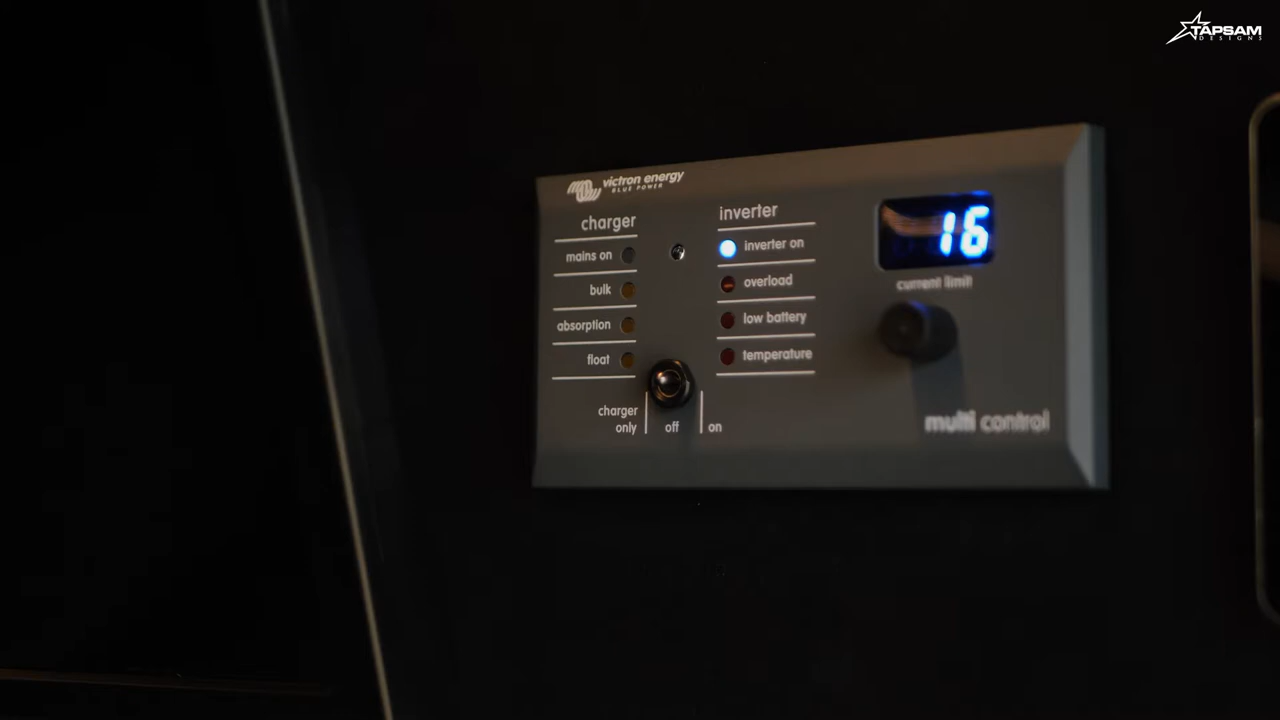 TAPSAM
DESIGNS
victron energy
BLUE POWER
charger
mains on
bulk
absorption
float
inverter
inverter on
overload
low battery
temperature
16
current limit
charger
only
off
on
multi control